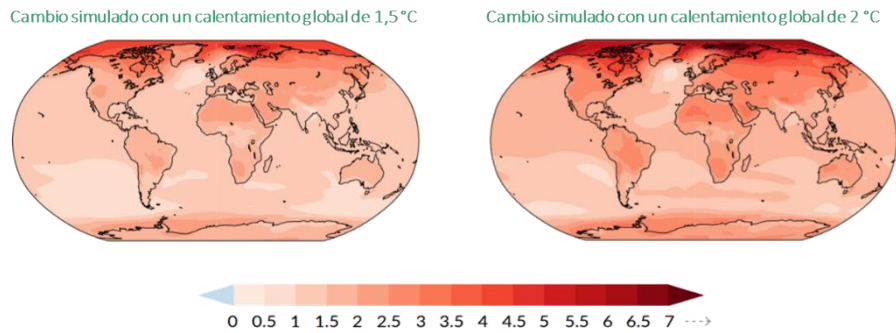 Cambio simulado con un calentamiento global de 1,5 °C
Cambio simulado con un calentamiento global de 2 °C
0 0.5 1 1.5 2 2.5 3 3.5 4 4.5 5 5.5 6 6.5 7